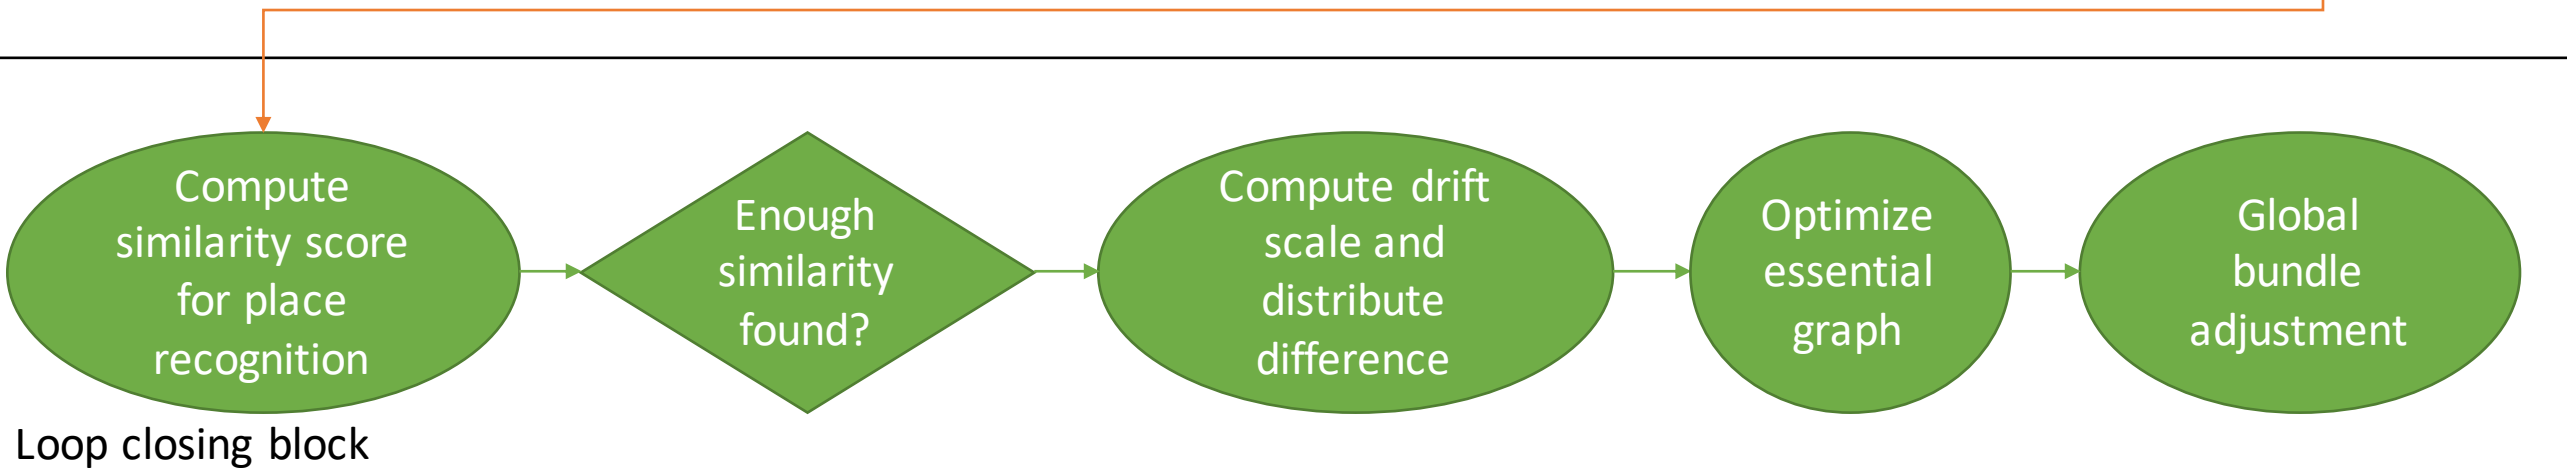 Compute
similarity score
for place
recognition
Enough
similarity
found?
Compute drift
scale and
distribute
difference
Optimize
essential
graph
Global
bundle
adjustment
Loop closing block